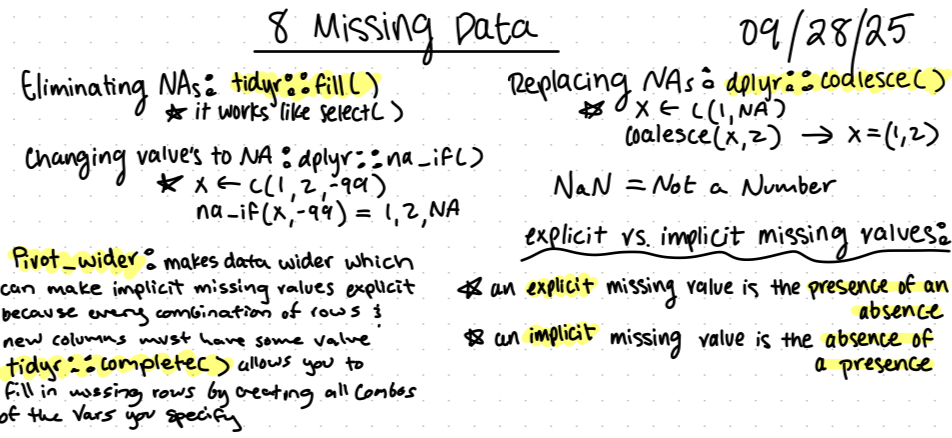 8 Missing Data
09/28/25
Eliminating NAs: tidyr::fill()
☆ it works like select()
Changing value's to NA: dplyr::na_if()
☆ x ← c(1, 2, -99)
na_if(x, -99) = 1, 2, NA
Pivot_wider: makes data wider which
can make implicit missing values explicit
because every combination of rows &
new columns must have some value
tidyr::complete() allows you to
fill in missing rows by creating all combos
of the vars you specify
Replacing NAs: dplyr::coalesce()
☆ x ← c(1, NA)
coalesce(x, 2) → x = (1, 2)
NaN = Not a Number
explicit vs. implicit missing values:
☆ an explicit missing value is the presence of an
absence
☆ an implicit missing value is the absence of
a presence